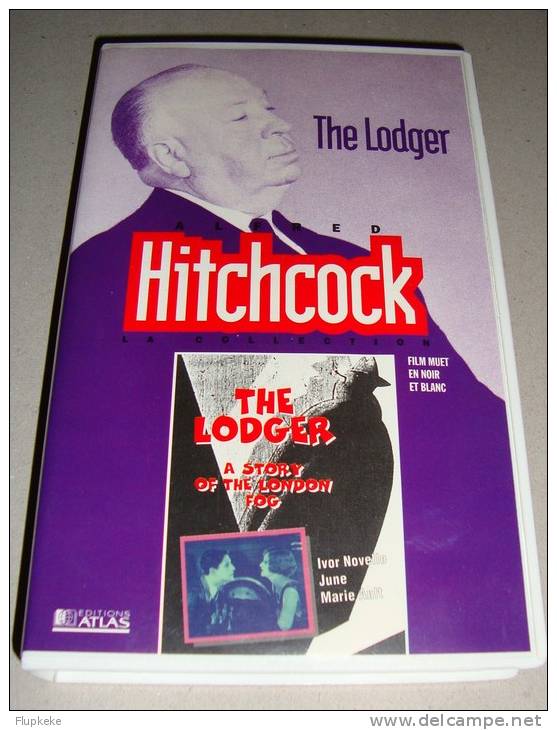 The Lodger
ALFRED
Hitchcock
LA COLLECTION
FILM MUET
EN NOIR
ET BLANC
THE
LODGER
A STORY
OF THE LONDON
FOG
Ivor Novello
June
Marie Ault
EDITIONS
ATLAS
Flupkeke
http://www.delcampe.net